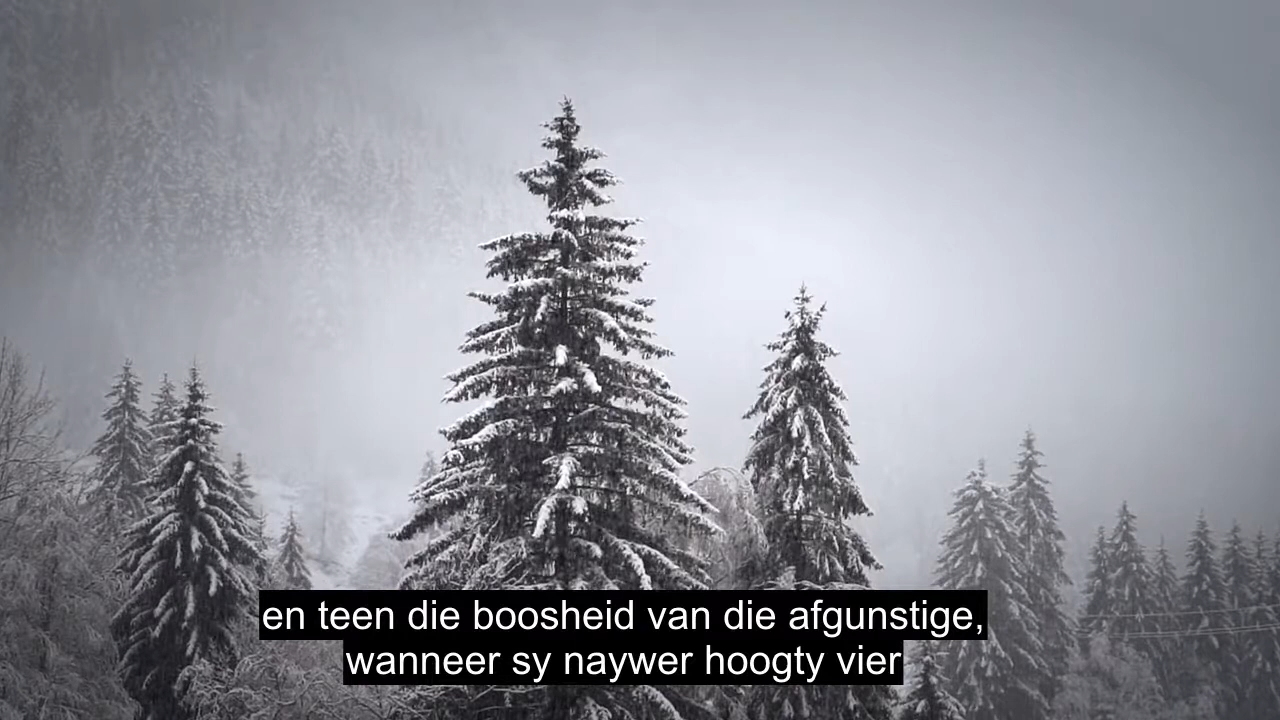 en teen die boosheid van die afgunstige,
wanneer sy naywer hoogty vier